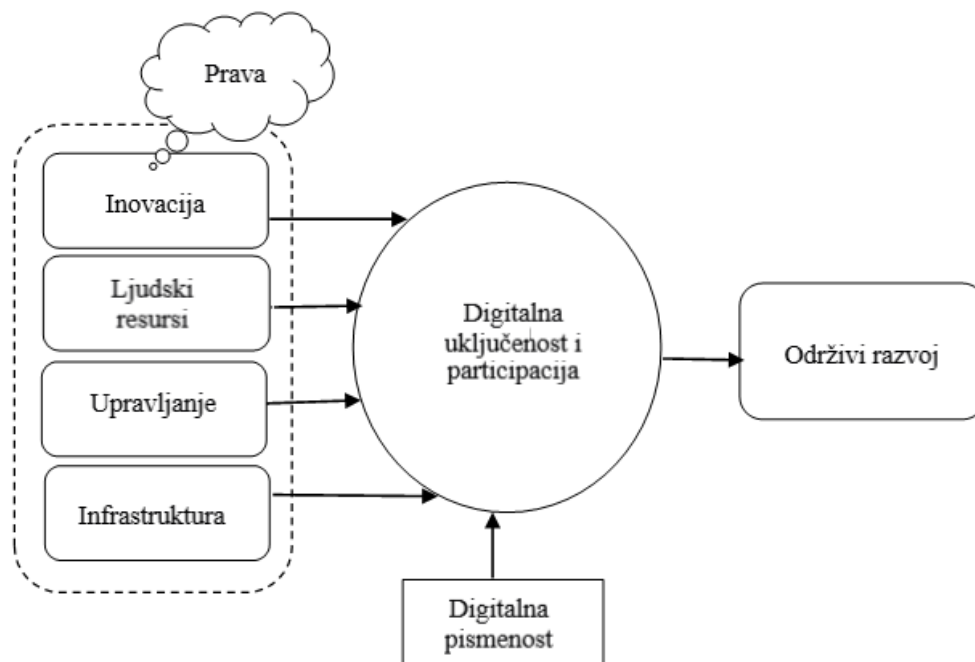 Prava
Inovacija
Ljudski
resursi
Upravljanje
Infrastruktura
Digitalna
uključenost i
participacija
Održivi razvoj
Digitalna
pismenost